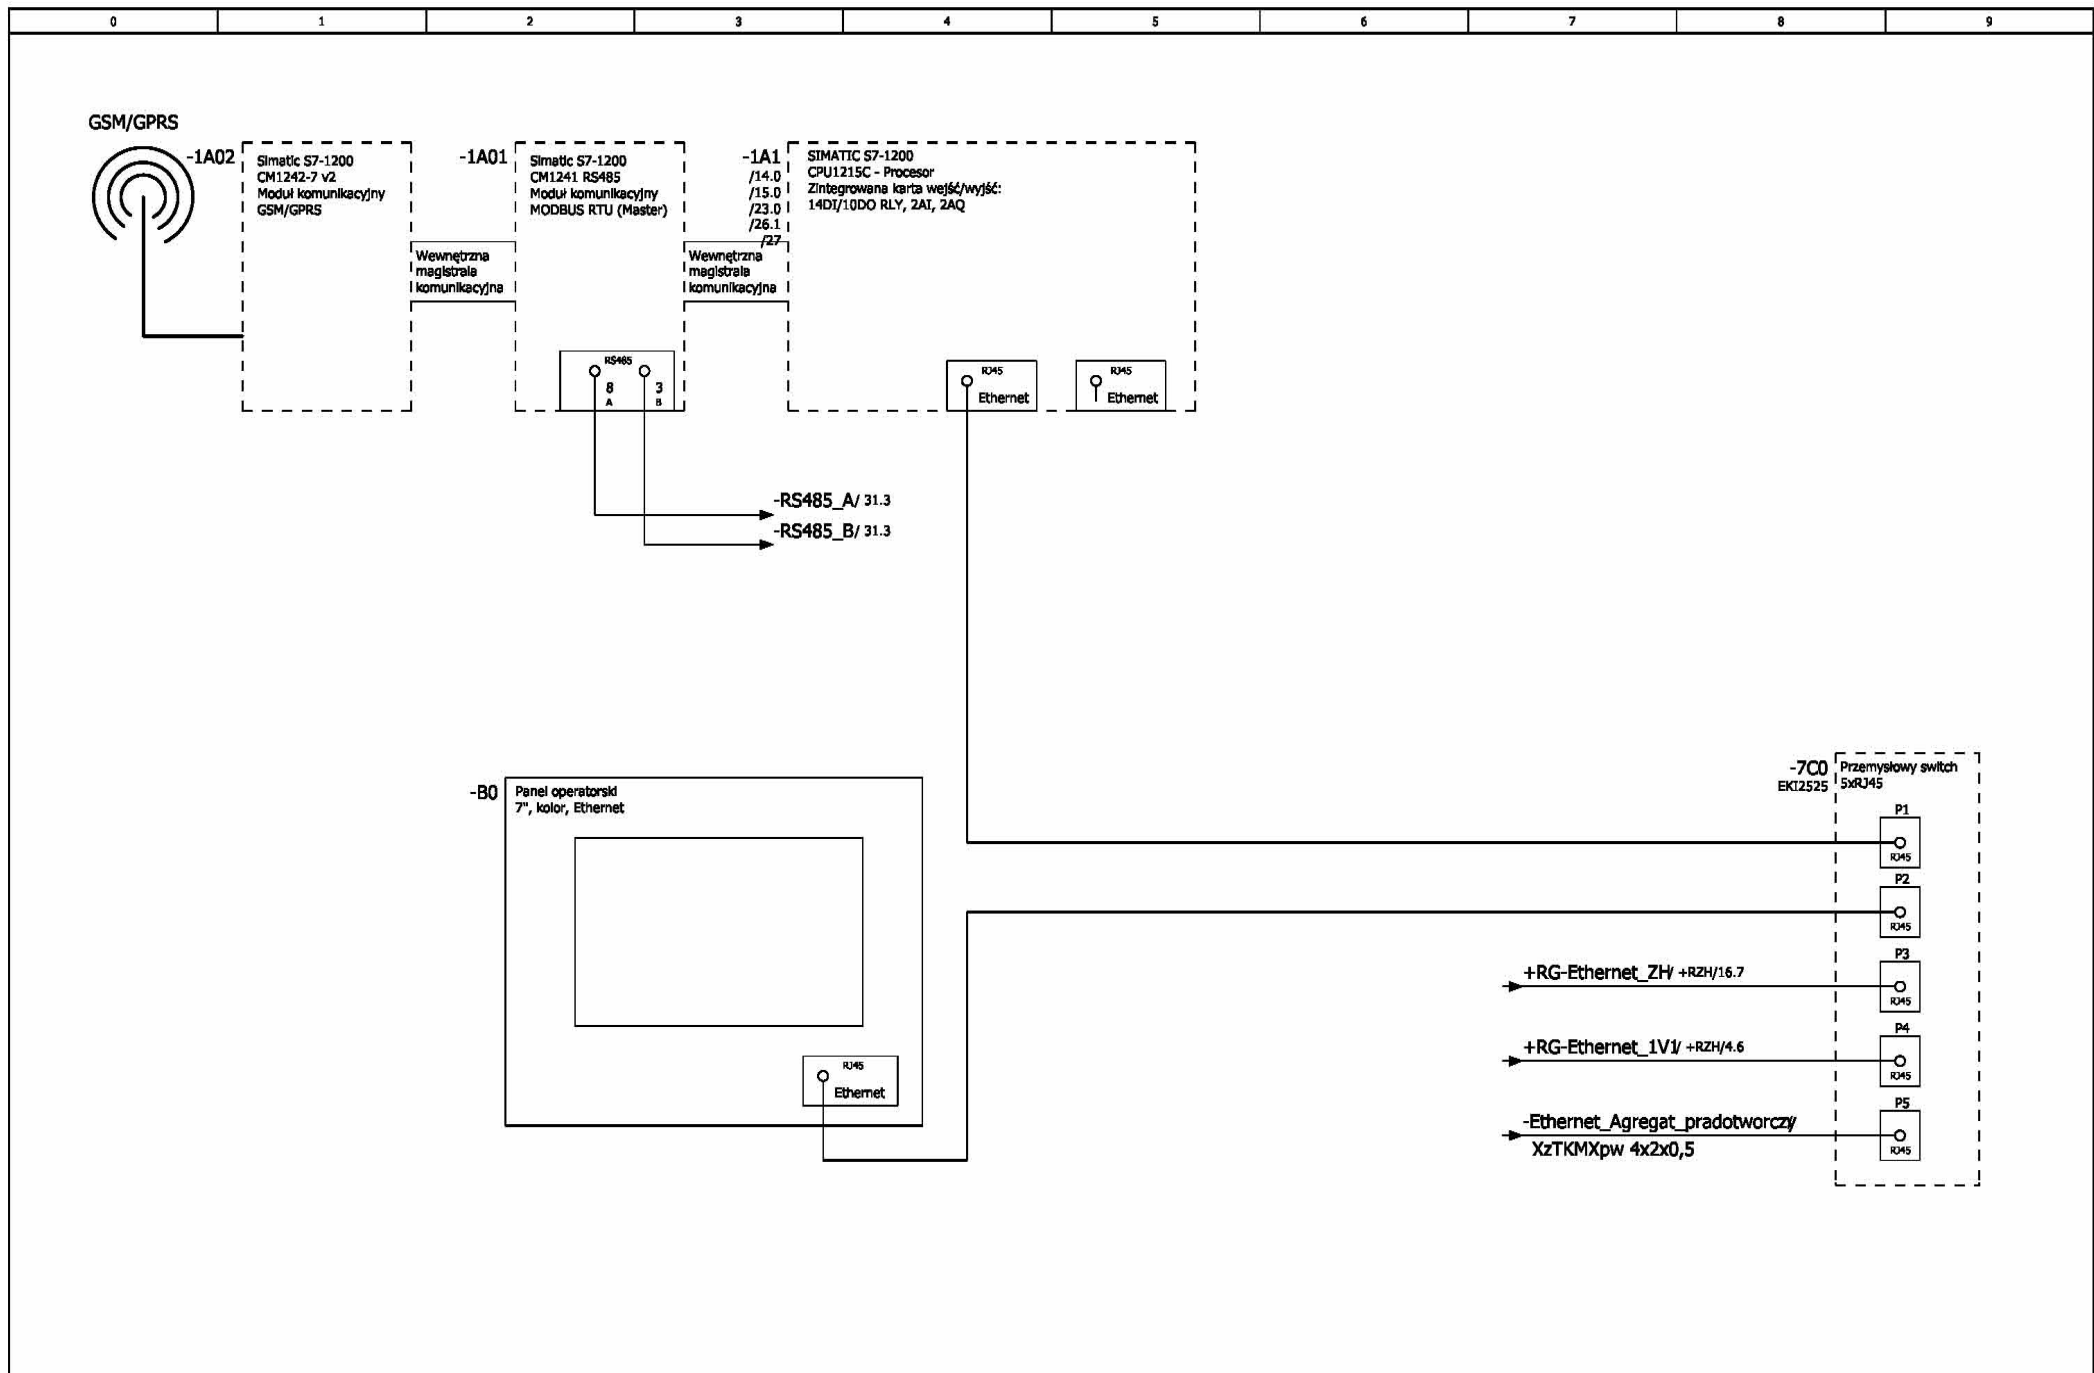 0 1 2 3 4 5 6 7 8 9
GSM/GPRS
-1A02
Simatic S7-1200
CM1242-7 v2
Moduł komunikacyjny
GSM/GPRS
Wewnętrzna
magistrala
komunikacyjna
-1A01
Simatic S7-1200
CM1241 RS485
Moduł komunikacyjny
MODBUS RTU (Master)
RS485
8 3
A B
Wewnętrzna
magistrala
komunikacyjna
-1A1
/14.0
/15.0
/23.0
/26.1
/27
SIMATIC S7-1200
CPU1215C - Procesor
Zintegrowana karta wejść/wyjść:
14DI/10DO RLY, 2AI, 2AQ
RJ45
Ethernet
RJ45
Ethernet
-RS485_A/ 31.3
-RS485_B/ 31.3
-B0
Panel operatorski
7", kolor, Ethernet
RJ45
Ethernet
-7C0
EKI2525
Przemysłowy switch
5xRJ45
P1
RJ45
P2
RJ45
+RG-Ethernet_ZH/ +RZH/16.7
P3
RJ45
+RG-Ethernet_1V1/ +RZH/4.6
P4
RJ45
-Ethernet_Agregat_pradotworczy/
XzTKMXpw 4x2x0,5
P5
RJ45